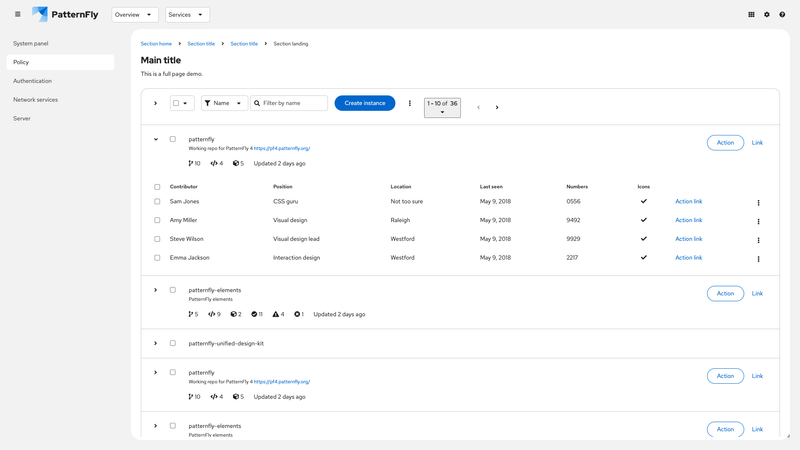 PatternFly Overview Services
System panel
Policy
Authentication
Network services
Server
Section home Section title Section title Section landing
Main title
This is a full page demo.
Name Filter by name Create instance 1 - 10 of 36
patternfly
Working repo for PatternFly 4 https://pf4.patternfly.org/
10 4 5 Updated 2 days ago
Action Link
Contributor Position Location Last seen Numbers Icons
Sam Jones CSS guru Not too sure May 9, 2018 0556 Action link
Amy Miller Visual design Raleigh May 9, 2018 9492 Action link
Steve Wilson Visual design lead Westford May 9, 2018 9929 Action link
Emma Jackson Interaction design Westford May 9, 2018 2217 Action link
patternfly-elements
PatternFly elements
5 9 2 11 4 1 Updated 2 days ago
Action Link
patternfly-unified-design-kit
patternfly
Working repo for PatternFly 4 https://pf4.patternfly.org/
10 4 5 Updated 2 days ago
Action Link
patternfly-elements
PatternFly elements
Action Link